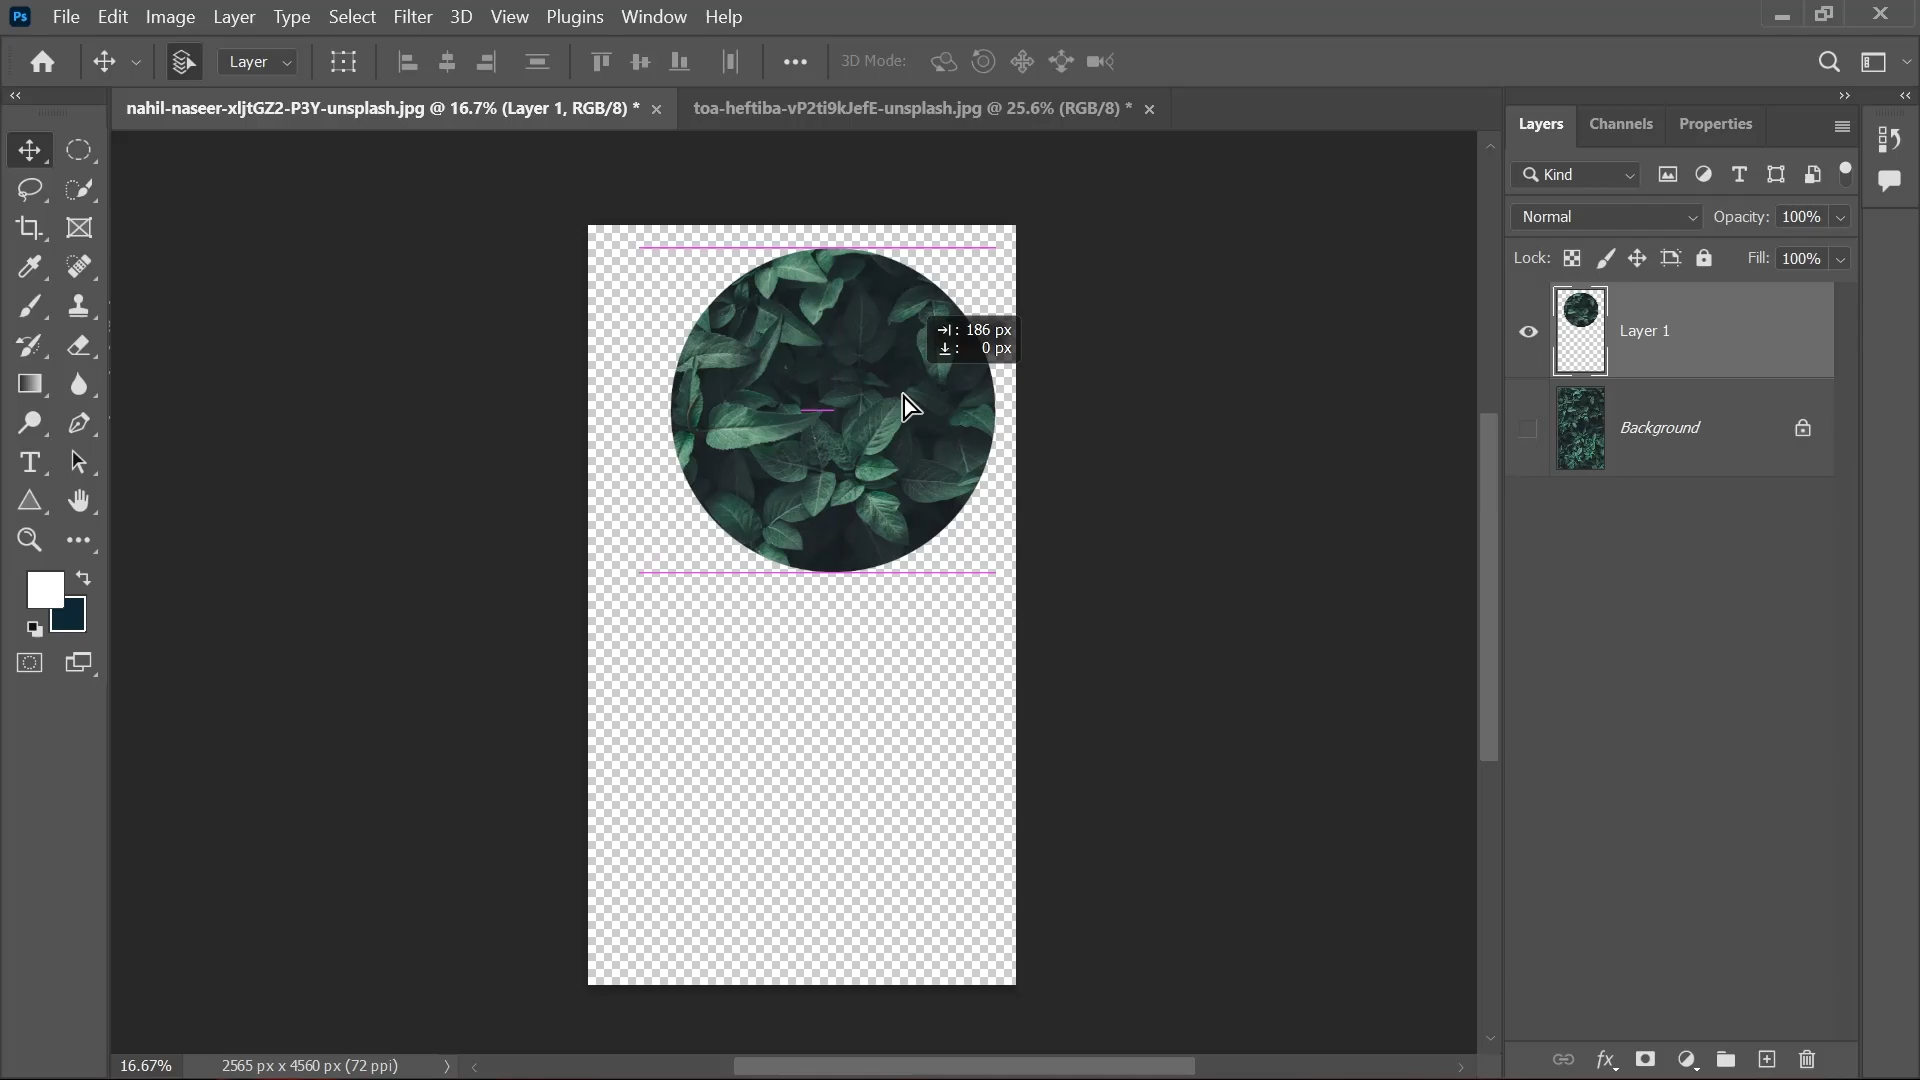 Ps File Edit Image Layer Type Select Filter 3D View Plugins Window Help
Layer 3D Mode:
nahil-naseer-xljtGZ2-P3Y-unsplash.jpg @ 16.7% (Layer 1, RGB/8) * toa-heftiba-vP2ti9kJefE-unsplash.jpg @ 25.6% (RGB/8) *
Layers Channels Properties
Kind
Normal Opacity: 100%
Lock: Fill: 100%
Layer 1
Background
: 186 px
: 0 px
16.67% 2565 px x 4560 px (72 ppi)